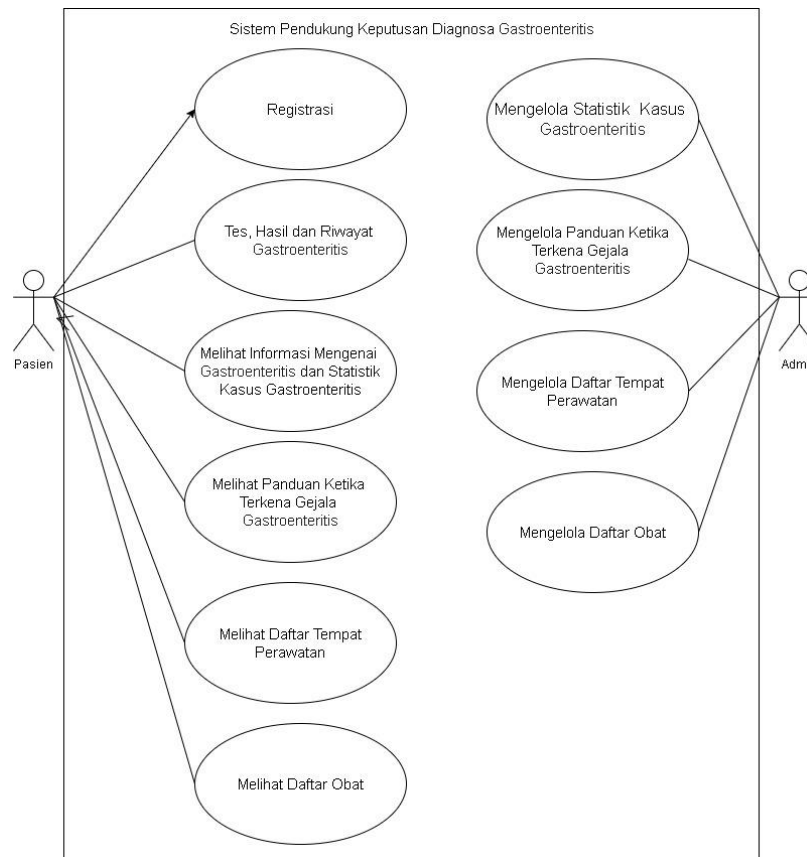 Sistem Pendukung Keputusan Diagnosa Gastroenteritis
Registrasi
Tes, Hasil dan Riwayat
Gastroenteritis
Melihat Informasi Mengenai
Gastroenteritis dan Statistik
Kasus Gastroenteritis
Melihat Panduan Ketika
Terkena Gejala
Gastroenteritis
Melihat Daftar Tempat
Perawatan
Melihat Daftar Obat
Pasien
Mengelola Statistik Kasus
Gastroenteritis
Mengelola Panduan Ketika
Terkena Gejala
Gastroenteritis
Mengelola Daftar Tempat
Perawatan
Mengelola Daftar Obat
Adm